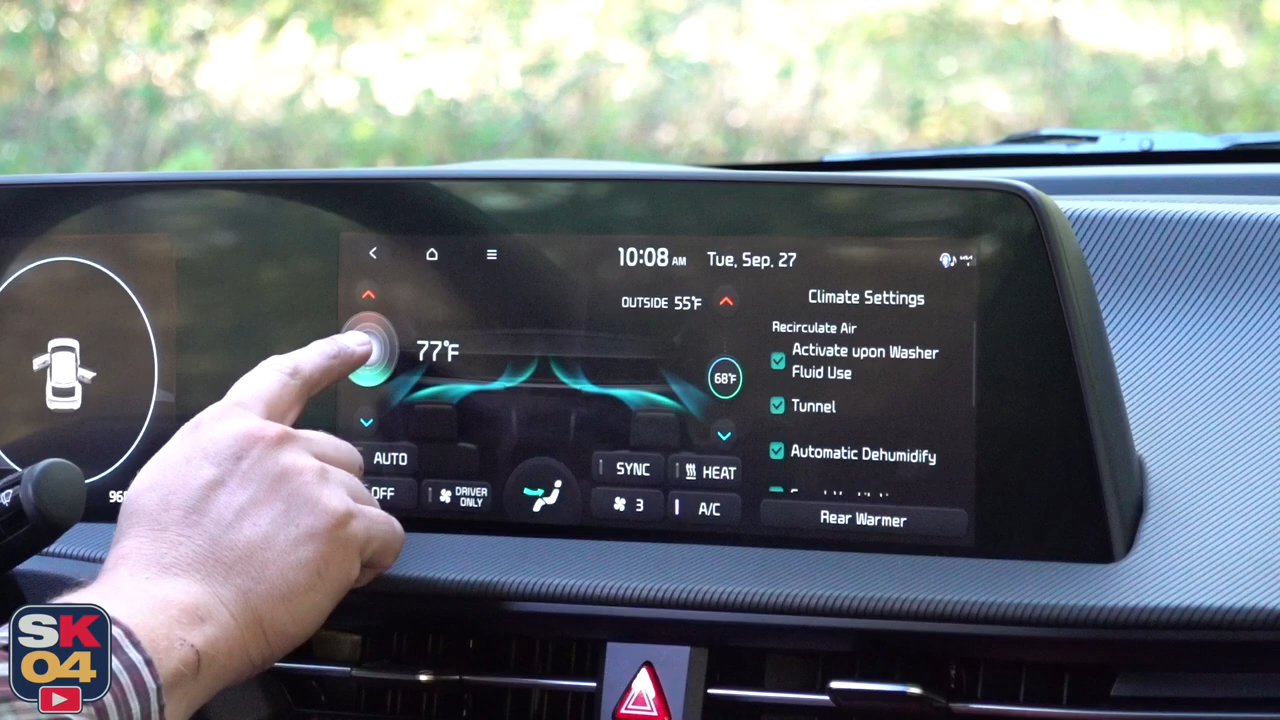 10:08 AM
Tue, Sep. 27
OUTSIDE 55°F
Climate Settings
Recirculate Air
Activate upon Washer
Fluid Use
77°F
68°F
Tunnel
Automatic Dehumidify
AUTO
SYNC
HEAT
OFF
DRIVER
ONLY
3
A/C
Rear Warmer
96
SK
04